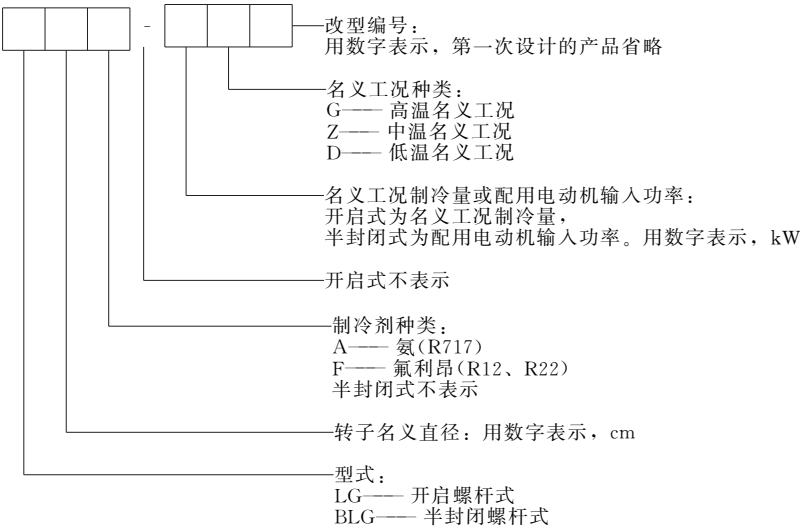 -
改型编号：
用数字表示，第一次设计的产品省略
名义工况种类：
G—— 高温名义工况
Z—— 中温名义工况
D—— 低温名义工况
名义工况制冷量或配用电动机输入功率：
开启式为名义工况制冷量，
半封闭式为配用电动机输入功率。用数字表示，kW
开启式不表示
制冷剂种类：
A—— 氨(R717)
F—— 氟利昂(R12、R22)
半封闭式不表示
转子名义直径：用数字表示，cm
型式：
LG—— 开启螺杆式
BLG—— 半封闭螺杆式